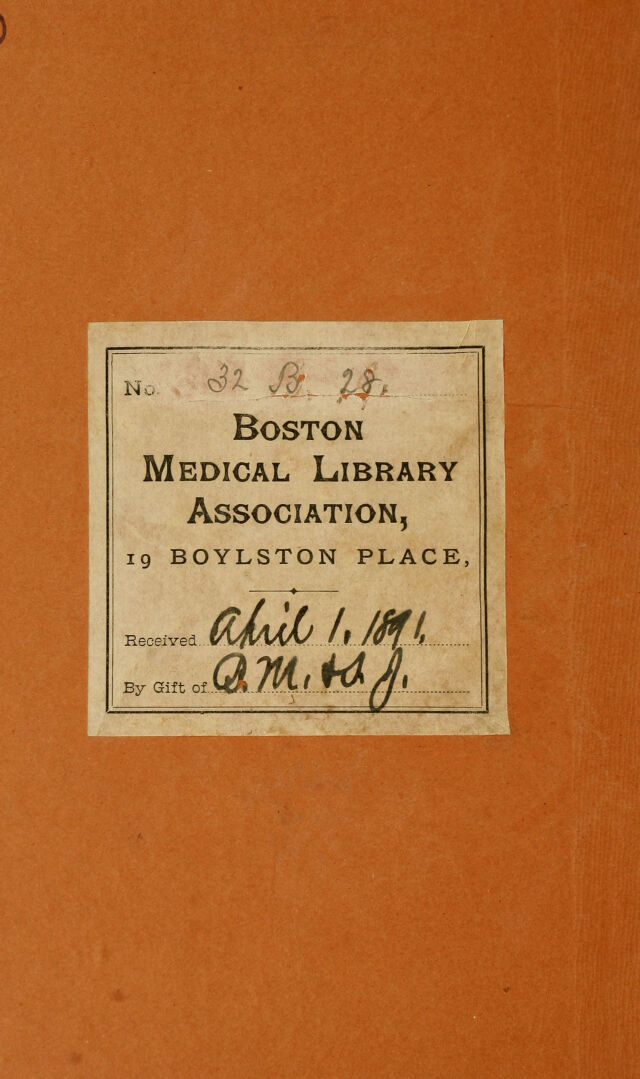 No. 32 B. 28.
BOSTON
MEDICAL LIBRARY
ASSOCIATION,
19 BOYLSTON PLACE,
Received April 1. 1891.
By Gift of B. M. & S. J.